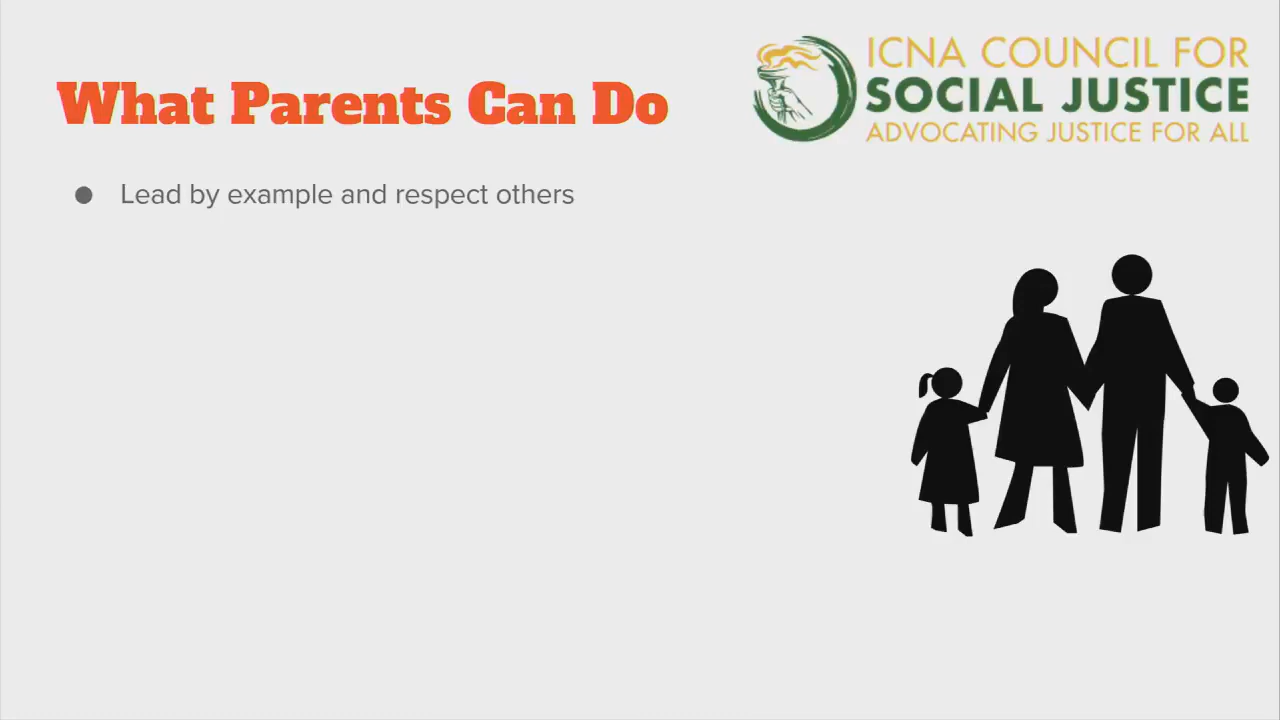 What Parents Can Do
ICNA COUNCIL FOR
SOCIAL JUSTICE
ADVOCATING JUSTICE FOR ALL
● Lead by example and respect others